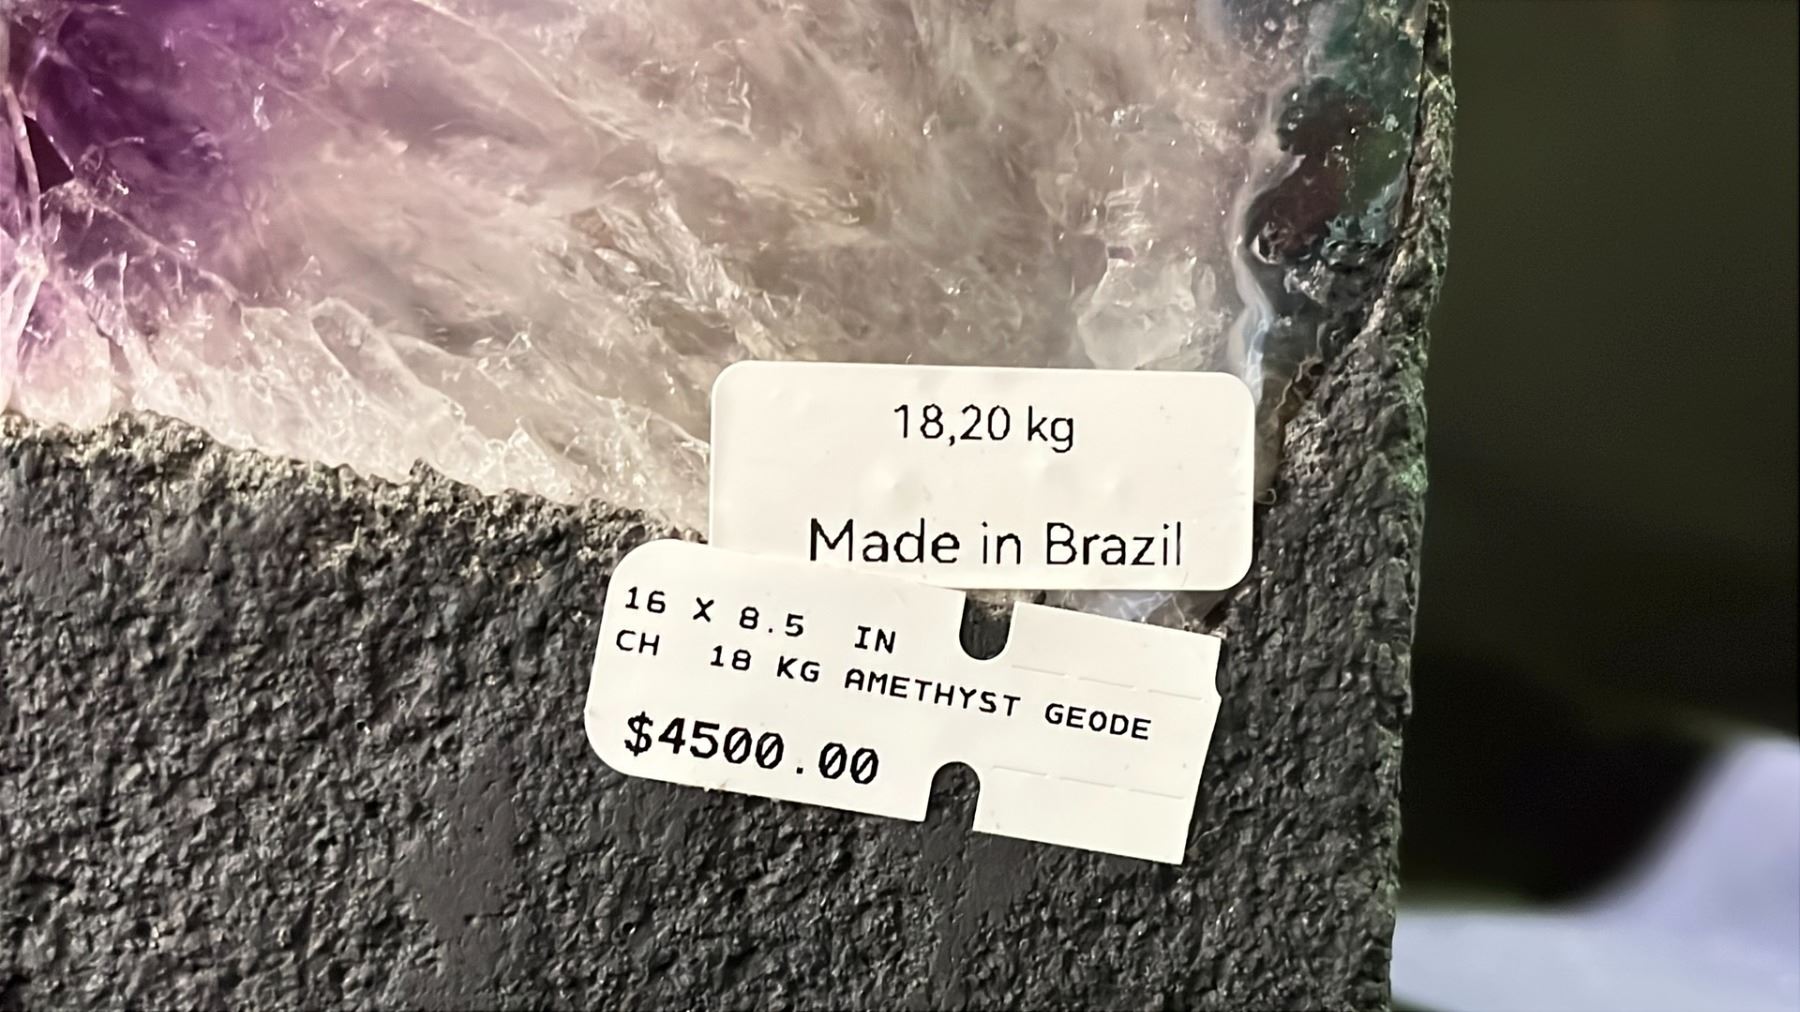 18,20 kg
Made in Brazil
16 X 8.5 IN
CH 18 KG AMETHYST GEODE
$4500.00